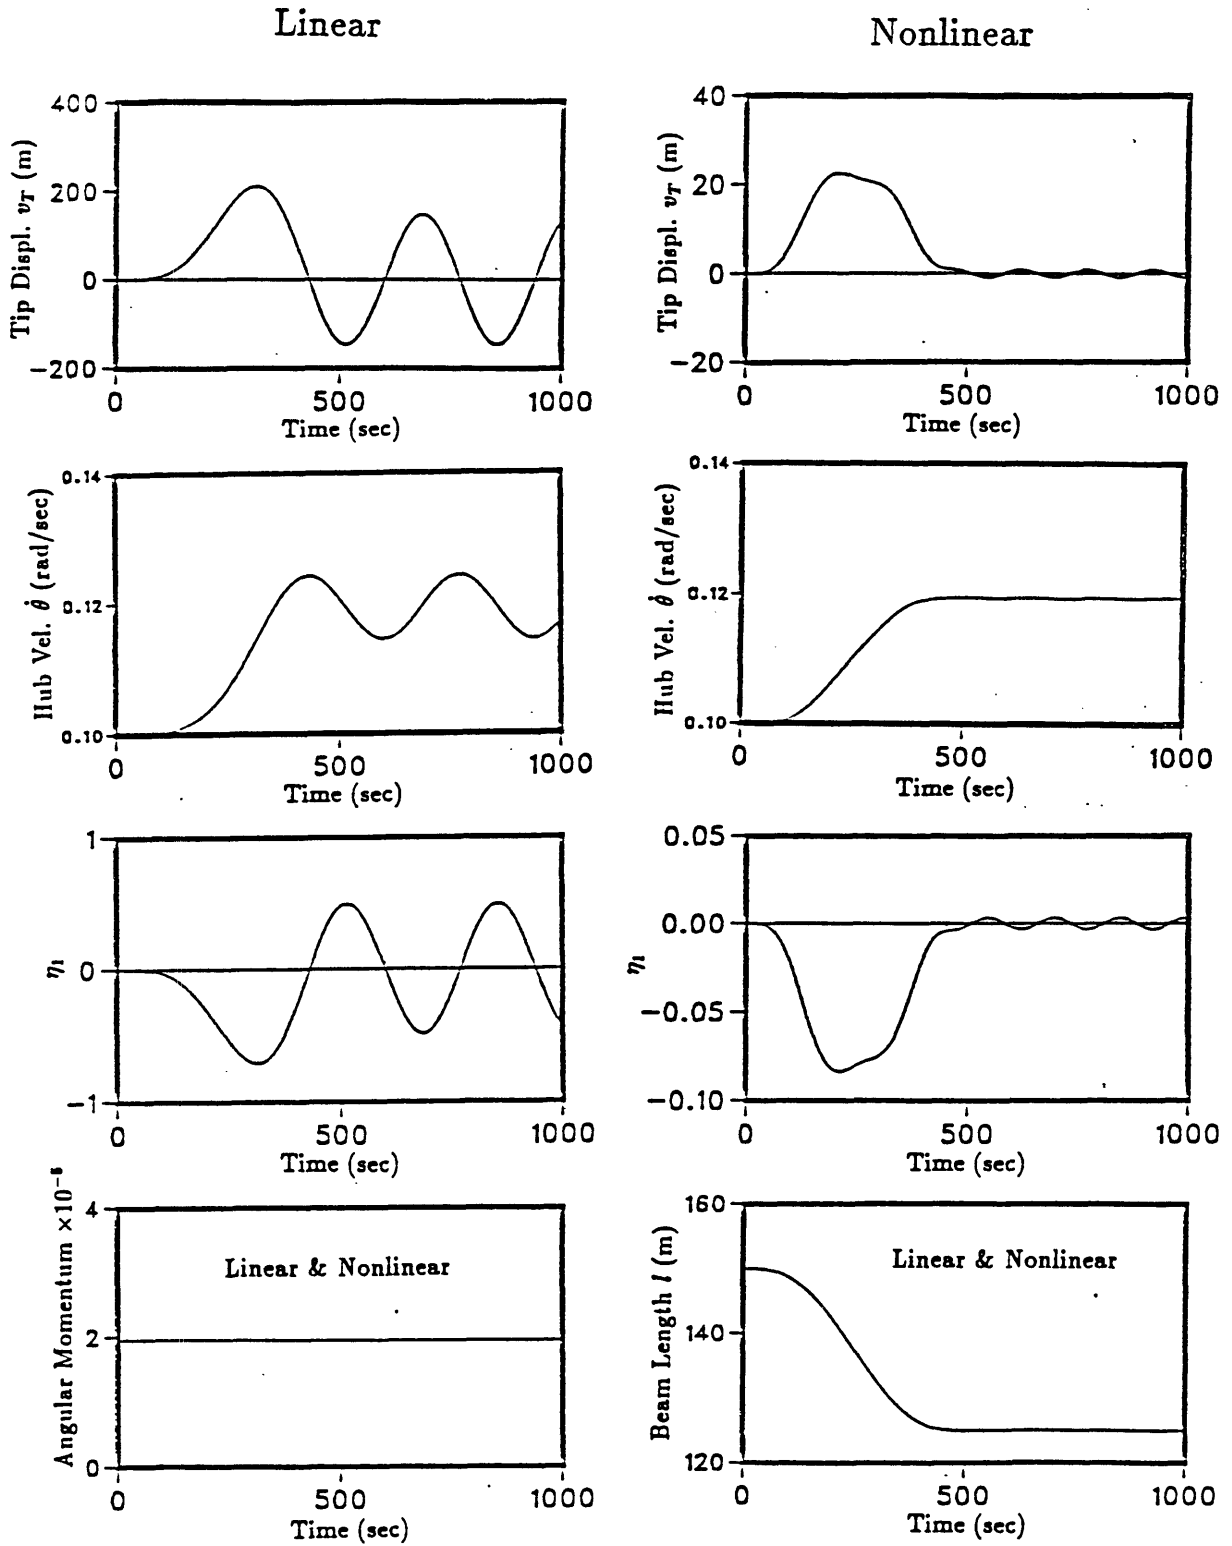 Linear
Nonlinear
400
200
0
−200
Tip Displ. v_T (m)
0 500 1000
Time (sec)
40
20
0
−20
Tip Displ. v_T (m)
0 500 1000
Time (sec)
0.14
0.12
0.10
Hub Vel. θ̇ (rad/sec)
0 500 1000
Time (sec)
0.14
0.12
0.10
Hub Vel. θ̇ (rad/sec)
0 500 1000
Time (sec)
1
0
−1
η₁
0 500 1000
Time (sec)
0.05
0.00
−0.05
−0.10
η₁
0 500 1000
Time (sec)
4
2
0
Angular Momentum ×10⁻⁵
Linear & Nonlinear
0 500 1000
Time (sec)
160
140
120
Beam Length l (m)
Linear & Nonlinear
0 500 1000
Time (sec)